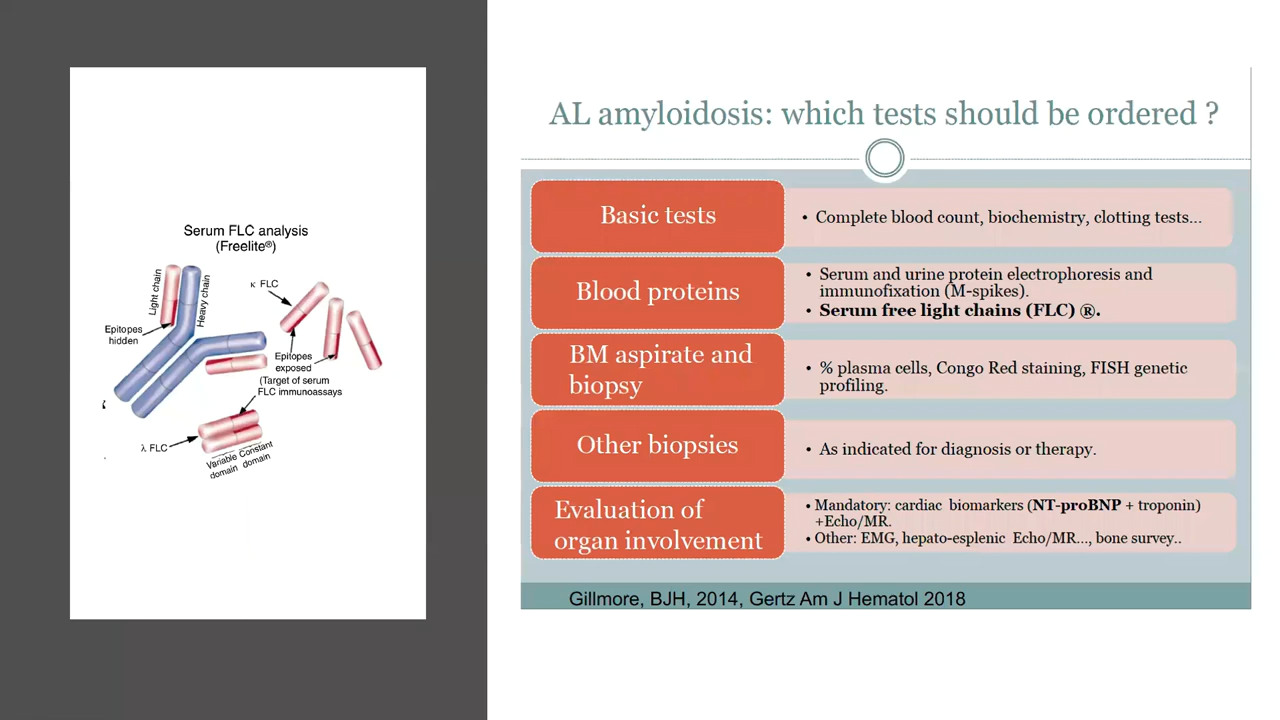 Serum FLC analysis
(Freelite®)
Light chain
Heavy chain
κ FLC
Epitopes
hidden
Epitopes
exposed
(Target of serum
FLC immunoassays
λ FLC
Variable Constant
domain domain
AL amyloidosis: which tests should be ordered ?
Basic tests
• Complete blood count, biochemistry, clotting tests...
Blood proteins
• Serum and urine protein electrophoresis and
immunofixation (M-spikes).
• Serum free light chains (FLC) ®.
BM aspirate and
biopsy
• % plasma cells, Congo Red staining, FISH genetic
profiling.
Other biopsies
• As indicated for diagnosis or therapy.
Evaluation of
organ involvement
• Mandatory: cardiac biomarkers (NT-proBNP + troponin)
+Echo/MR.
• Other: EMG, hepato-esplenic Echo/MR..., bone survey..
Gillmore, BJH, 2014, Gertz Am J Hematol 2018